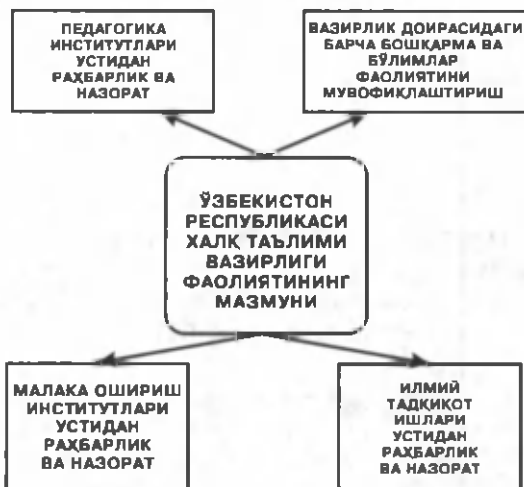 ПЕДАГОГИКА
ИНСТИТУТЛАРИ
УСТИДАН
РАҲБАРЛИК ВА
НАЗОРАТ
ВАЗИРЛИК ДОИРАСИДАГИ
БАРЧА БОШҚАРМА ВА
БЎЛИМЛАР
ФАОЛИЯТИНИ
МУВОФИҚЛАШТИРИШ
ЎЗБЕКИСТОН
РЕСПУБЛИКАСИ
ХАЛҚ ТАЪЛИМИ
ВАЗИРЛИГИ
ФАОЛИЯТИНИНГ
МАЗМУНИ
МАЛАКА ОШИРИШ
ИНСТИТУТЛАРИ
УСТИДАН
РАҲБАРЛИК
ВА НАЗОРАТ
ИЛМИЙ
ТАДҚИҚОТ
ИШЛАРИ
УСТИДАН
РАҲБАРЛИК
ВА НАЗОРАТ